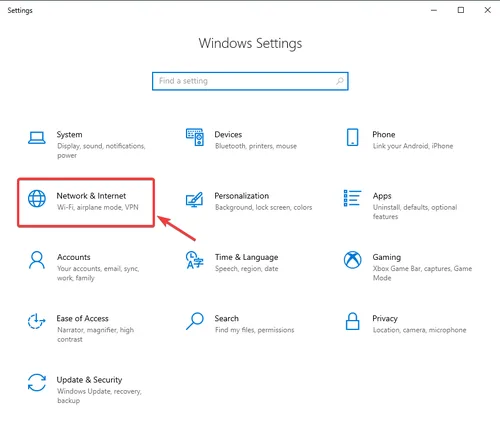 Settings
Windows Settings
Find a setting
System
Display, sound, notifications,
power
Devices
Bluetooth, printers, mouse
Phone
Link your Android, iPhone
Network & Internet
Wi-Fi, airplane mode, VPN
Personalization
Background, lock screen, colors
Apps
Uninstall, defaults, optional
features
Accounts
Your accounts, email, sync,
work, family
Time & Language
Speech, region, date
Gaming
Xbox Game Bar, captures, Game
Mode
Ease of Access
Narrator, magnifier, high
contrast
Search
Find my files, permissions
Privacy
Location, camera, microphone
Update & Security
Windows Update, recovery,
backup